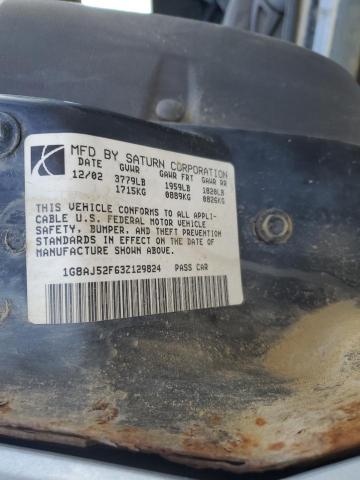 MFD BY SATURN CORPORATION
DATE GVWR GAWR FRT GAWR RR
12/02 3779LB 1959LB 1820LB
1715KG 0889KG 0826KG
THIS VEHICLE CONFORMS TO ALL APPLI-
CABLE U.S. FEDERAL MOTOR VEHICLE
SAFETY, BUMPER, AND THEFT PREVENTION
STANDARDS IN EFFECT ON THE DATE OF
MANUFACTURE SHOWN ABOVE.
1G8AJ52F63Z129824 PASS CAR